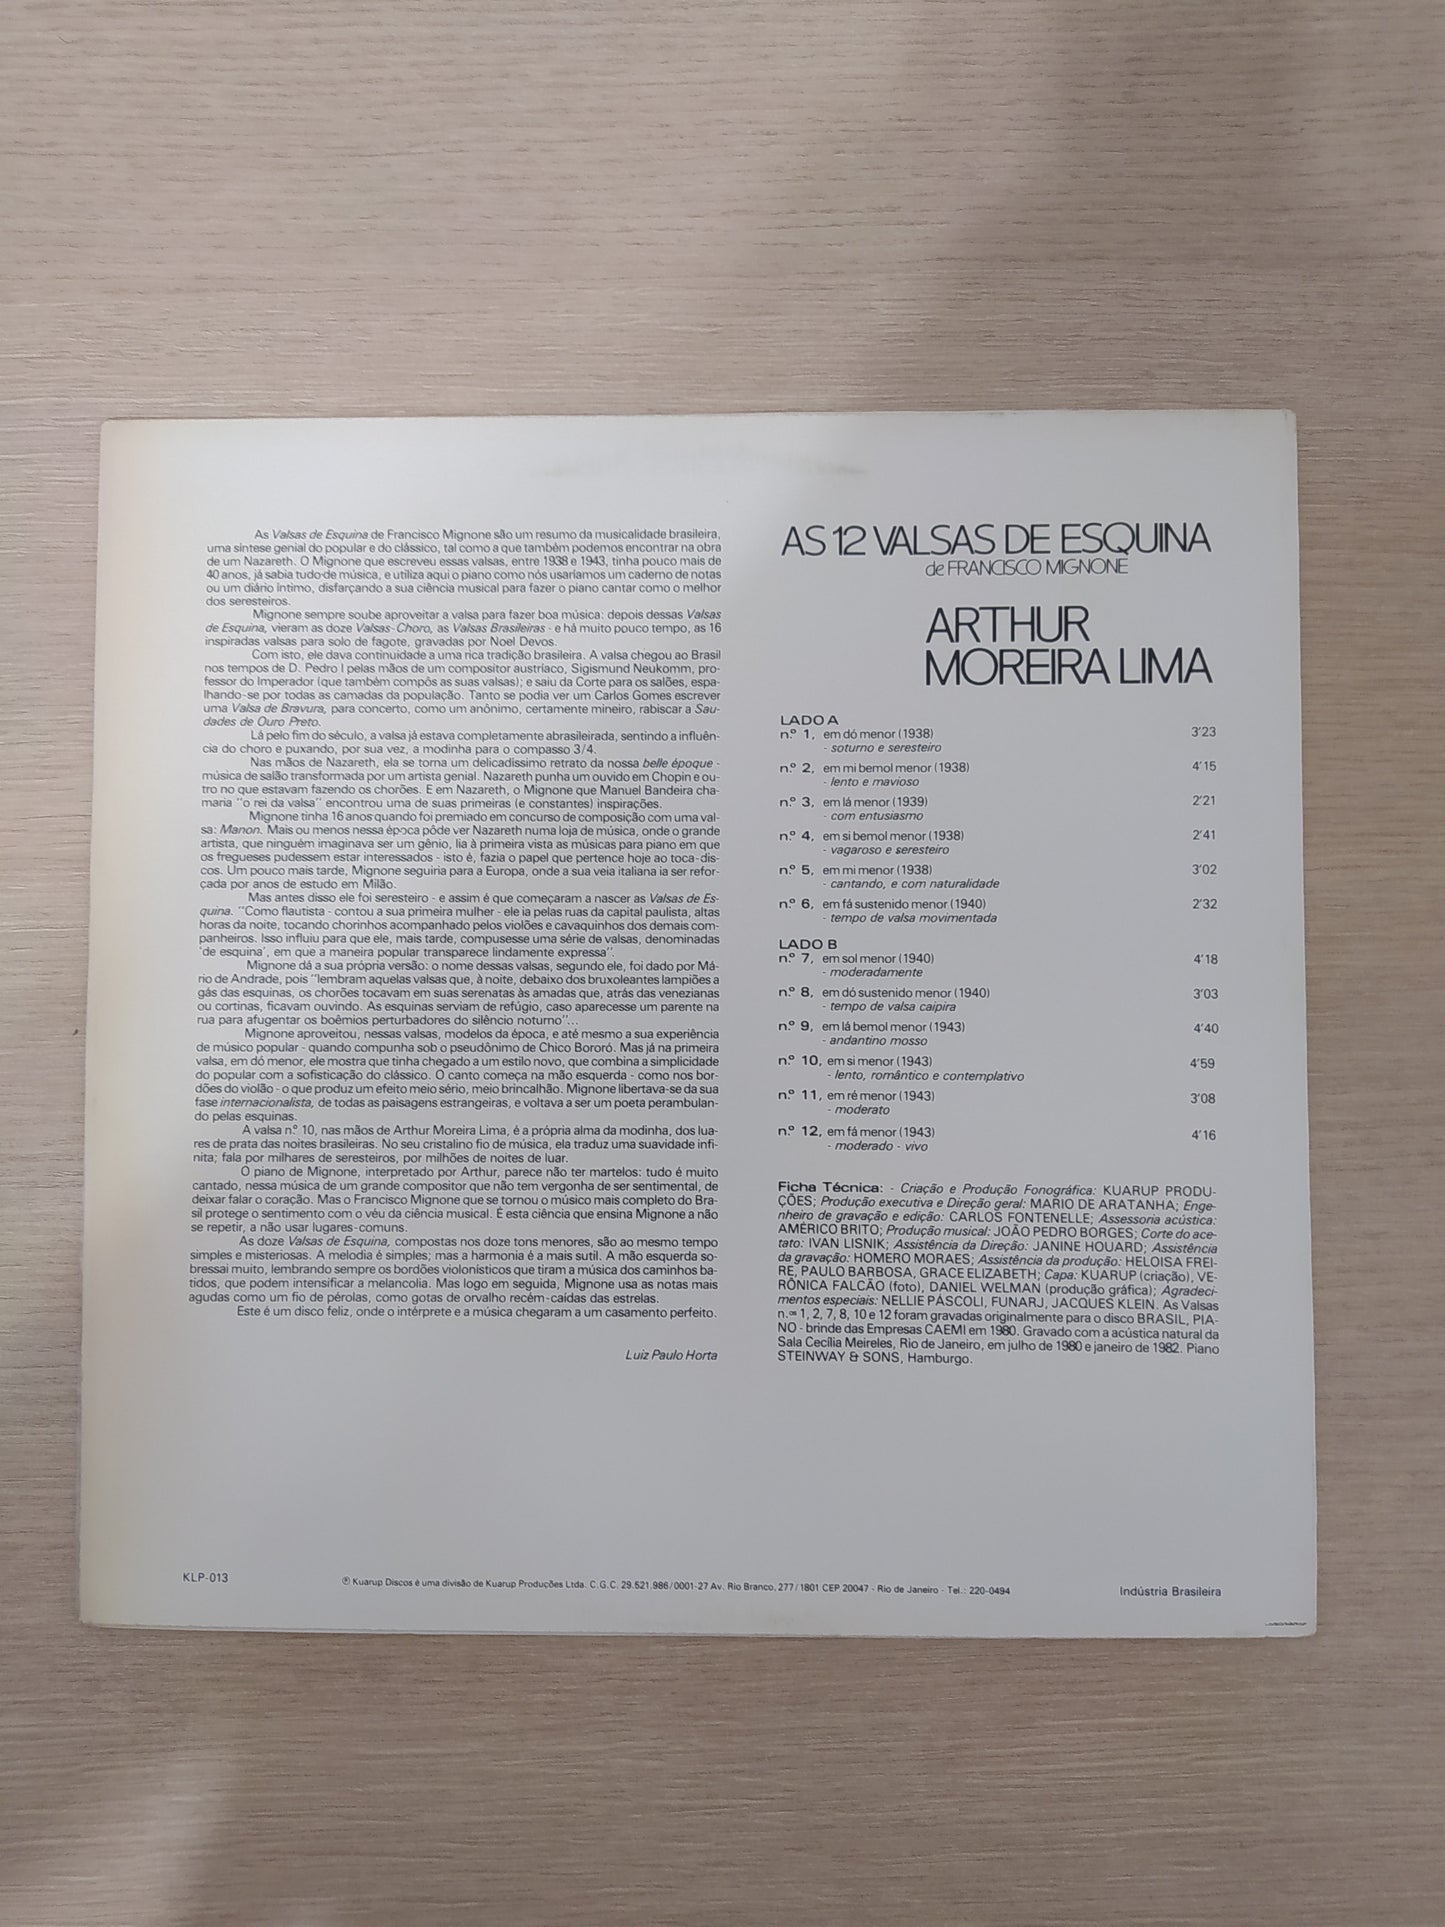 As Valsas de Esquina de Francisco Mignone são um resumo da musicalidade brasileira,
uma síntese genial do popular e do clássico, tal como a que também podemos encontrar na obra
de um Nazareth. O Mignone que escreveu essas valsas, entre 1938 e 1943, tinha pouco mais de
40 anos, já sabia tudo de música, e utiliza aqui o piano como nós usaríamos um caderno de notas
ou um diário íntimo, disfarçando a sua ciência musical para fazer o piano cantar como o melhor
dos seresteiros.
Mignone sempre soube aproveitar a valsa para fazer boa música: depois dessas Valsas
de Esquina, vieram as doze Valsas-Choro, as Valsas Brasileiras - e há muito pouco tempo, as 16
inspiradas valsas para solo de fagote, gravadas por Noel Devos.
Com isto, ele dava continuidade a uma rica tradição brasileira. A valsa chegou ao Brasil
nos tempos de D. Pedro I pelas mãos de um compositor austríaco, Sigismund Neukomm, pro-
fessor do Imperador (que também compôs as suas valsas); e saiu da Corte para os salões, espa-
lhando-se por todas as camadas da população. Tanto se podia ver um Carlos Gomes escrever
uma Valsa de Bravura, para concerto, como um anônimo, certamente mineiro, rabiscar a Sau-
dades de Ouro Preto.
Lá pelo fim do século, a valsa já estava completamente abrasileirada, sentindo a influên-
cia do choro e puxando, por sua vez, a modinha para o compasso 3/4.
Nas mãos de Nazareth, ela se torna um delicadíssimo retrato da nossa belle époque -
música de salão transformada por um artista genial. Nazareth punha um ouvido em Chopin e ou-
tro no que estavam fazendo os chorões. E em Nazareth, o Mignone que Manuel Bandeira cha-
maria "o rei da valsa" encontrou uma de suas primeiras (e constantes) inspirações.
Mignone tinha 16 anos quando foi premiado em concurso de composição com uma val-
sa: Manon. Mais ou menos nessa época pôde ver Nazareth numa loja de música, onde o grande
artista, que ninguém imaginava ser um gênio, lia à primeira vista as músicas para piano em que
os fregueses pudessem estar interessados - isto é, fazia o papel que pertence hoje ao toca-dis-
cos. Um pouco mais tarde, Mignone seguiria para a Europa, onde a sua veia italiana ia ser refor-
çada por anos de estudo em Milão.
Mas antes disso ele foi seresteiro - e assim é que começaram a nascer as Valsas de Es-
quina. "Como flautista - contou a sua primeira mulher - ele ia pelas ruas da capital paulista, altas
horas da noite, tocando chorinhos acompanhado pelos violões e cavaquinhos dos demais com-
panheiros. Isso influiu para que ele, mais tarde, compusesse uma série de valsas, denominadas
'de esquina', em que a maneira popular transparece lindamente expressa".
Mignone dá a sua própria versão: o nome dessas valsas, segundo ele, foi dado por Má-
rio de Andrade, pois "lembram aquelas valsas que, à noite, debaixo dos bruxoleantes lampiões a
gás das esquinas, os chorões tocavam em suas serenatas às amadas que, atrás das venezianas
ou cortinas, ficavam ouvindo. As esquinas serviam de refúgio, caso aparecesse um parente na
rua para afugentar os boêmios perturbadores do silêncio noturno"...
Mignone aproveitou, nessas valsas, modelos da época, e até mesmo a sua experiência
de músico popular - quando compunha sob o pseudônimo de Chico Bororó. Mas já na primeira
valsa, em dó menor, ele mostra que tinha chegado a um estilo novo, que combina a simplicidade
do popular com a sofisticação do clássico. O canto começa na mão esquerda - como nos bor-
dões do violão - o que produz um efeito meio sério, meio brincalhão. Mignone libertava-se da sua
fase internacionalista, de todas as paisagens estrangeiras, e voltava a ser um poeta perambulan-
do pelas esquinas.
A valsa n.º 10, nas mãos de Arthur Moreira Lima, é a própria alma da modinha, dos lua-
res de prata das noites brasileiras. No seu cristalino fio de música, ela traduz uma suavidade infi-
nita; fala por milhares de seresteiros, por milhões de noites de luar.
O piano de Mignone, interpretado por Arthur, parece não ter martelos: tudo é muito
cantado, nessa música de um grande compositor que não tem vergonha de ser sentimental, de
deixar falar o coração. Mas o Francisco Mignone que se tornou o músico mais completo do Bra-
sil protege o sentimento com o véu da ciência musical. É esta ciência que ensina Mignone a não
se repetir, a não usar lugares-comuns.
As doze Valsas de Esquina, compostas nos doze tons menores, são ao mesmo tempo
simples e misteriosas. A melodia é simples; mas a harmonia é a mais sutil. A mão esquerda so-
bressai muito, lembrando sempre os bordões violonísticos que tiram a música dos caminhos ba-
tidos, que podem intensificar a melancolia. Mas logo em seguida, Mignone usa as notas mais
agudas como um fio de pérolas, como gotas de orvalho recém-caídas das estrelas.
Este é um disco feliz, onde o intérprete e a música chegaram a um casamento perfeito.
Luiz Paulo Horta
AS 12 VALSAS DE ESQUINA
de FRANCISCO MIGNONE
ARTHUR
MOREIRA LIMA
LADO A
n.º 1, em dó menor (1938) 3'23
- soturno e seresteiro
n.º 2, em mi bemol menor (1938) 4'15
- lento e mavioso
n.º 3, em lá menor (1939) 2'21
- com entusiasmo
n.º 4, em si bemol menor (1938) 2'41
- vagaroso e seresteiro
n.º 5, em mi menor (1938) 3'02
- cantando, e com naturalidade
n.º 6, em fá sustenido menor (1940) 2'32
- tempo de valsa movimentada
LADO B
n.º 7, em sol menor (1940) 4'18
- moderadamente
n.º 8, em dó sustenido menor (1940) 3'03
- tempo de valsa caipira
n.º 9, em lá bemol menor (1943) 4'40
- andantino mosso
n.º 10, em si menor (1943) 4'59
- lento, romântico e contemplativo
n.º 11, em ré menor (1943) 3'08
- moderato
n.º 12, em fá menor (1943) 4'16
- moderado - vivo
Ficha Técnica: - Criação e Produção Fonográfica: KUARUP PRODU-
ÇÕES; Produção executiva e Direção geral: MARIO DE ARATANHA; Enge-
nheiro de gravação e edição: CARLOS FONTENELLE; Assessoria acústica:
AMÉRICO BRITO; Produção musical: JOÃO PEDRO BORGES; Corte do ace-
tato: IVAN LISNIK; Assistência da Direção: JANINE HOUARD; Assistência
da gravação: HOMERO MORAES; Assistência da produção: HELOISA FREI-
RE, PAULO BARBOSA, GRACE ELIZABETH; Capa: KUARUP (criação), VE-
RÔNICA FALCÃO (foto), DANIEL WELMAN (produção gráfica); Agradeci-
mentos especiais: NELLIE PASCOLI, FUNARJ, JACQUES KLEIN. As Valsas
n.os 1, 2, 7, 8, 10 e 12 foram gravadas originalmente para o disco BRASIL, PIA-
NO - brinde das Empresas CAEMI em 1980. Gravado com a acústica natural da
Sala Cecília Meireles, Rio de Janeiro, em julho de 1980 e janeiro de 1982. Piano
STEINWAY & SONS, Hamburgo.
KLP-013
℗ Kuarup Discos é uma divisão de Kuarup Produções Ltda. C.G.C. 29.521.986/0001-27 Av. Rio Branco, 277/1801 CEP 20047 - Rio de Janeiro - Tel.: 220-0494
Indústria Brasileira